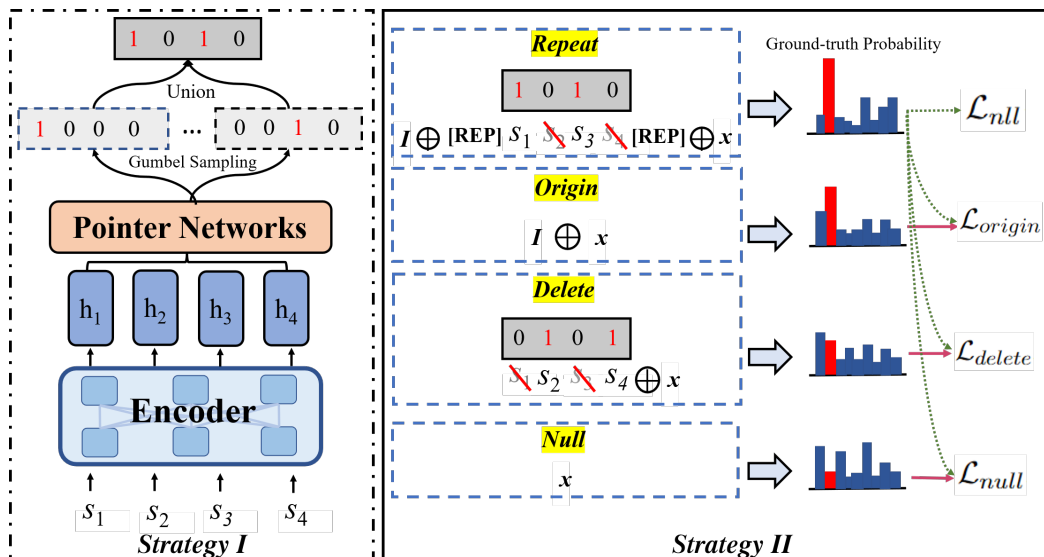 1 0 1 0
Union
1 0 0 0 ... 0 0 1 0
Gumbel Sampling
Pointer Networks
h₁ h₂ h₃ h₄
Encoder
S₁ S₂ S₃ S₄
Strategy I
Repeat
1 0 1 0
I ⊕ [REP] S₁ S₂ S₃ S₄ [REP] ⊕ x
Origin
I ⊕ x
Delete
0 1 0 1
S₁ S₂ S₃ S₄ ⊕ x
Null
x
Ground-truth Probability
ℒnll
ℒorigin
ℒdelete
ℒnull
Strategy II